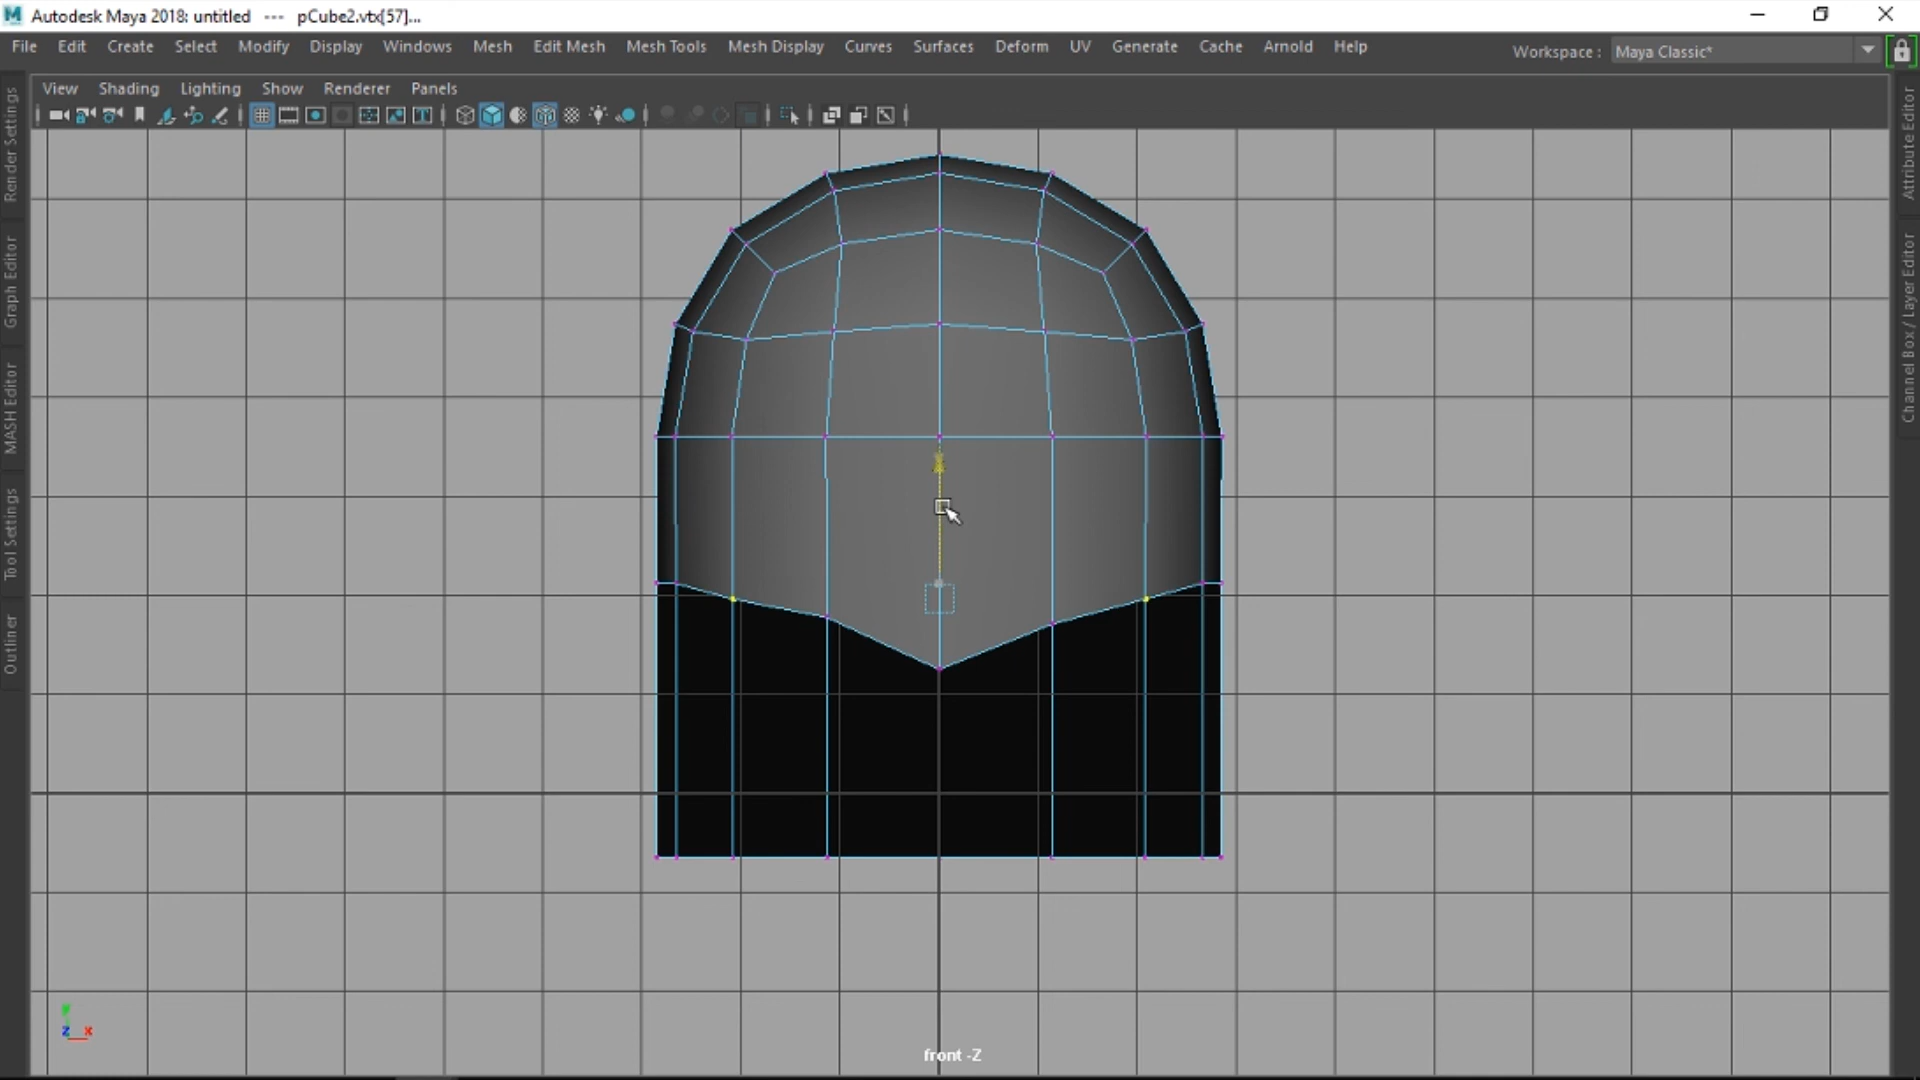 Autodesk Maya 2018: untitled --- pCube2.vtx[57]...
File Edit Create Select Modify Display Windows Mesh Edit Mesh Mesh Tools Mesh Display Curves Surfaces Deform UV Generate Cache Arnold Help
Workspace : Maya Classic*
View Shading Lighting Show Renderer Panels
Render Settings
Graph Editor
MASH Editor
Tool Settings
Outliner
Attribute Editor
Channel Box / Layer Editor
y
z x
front -Z